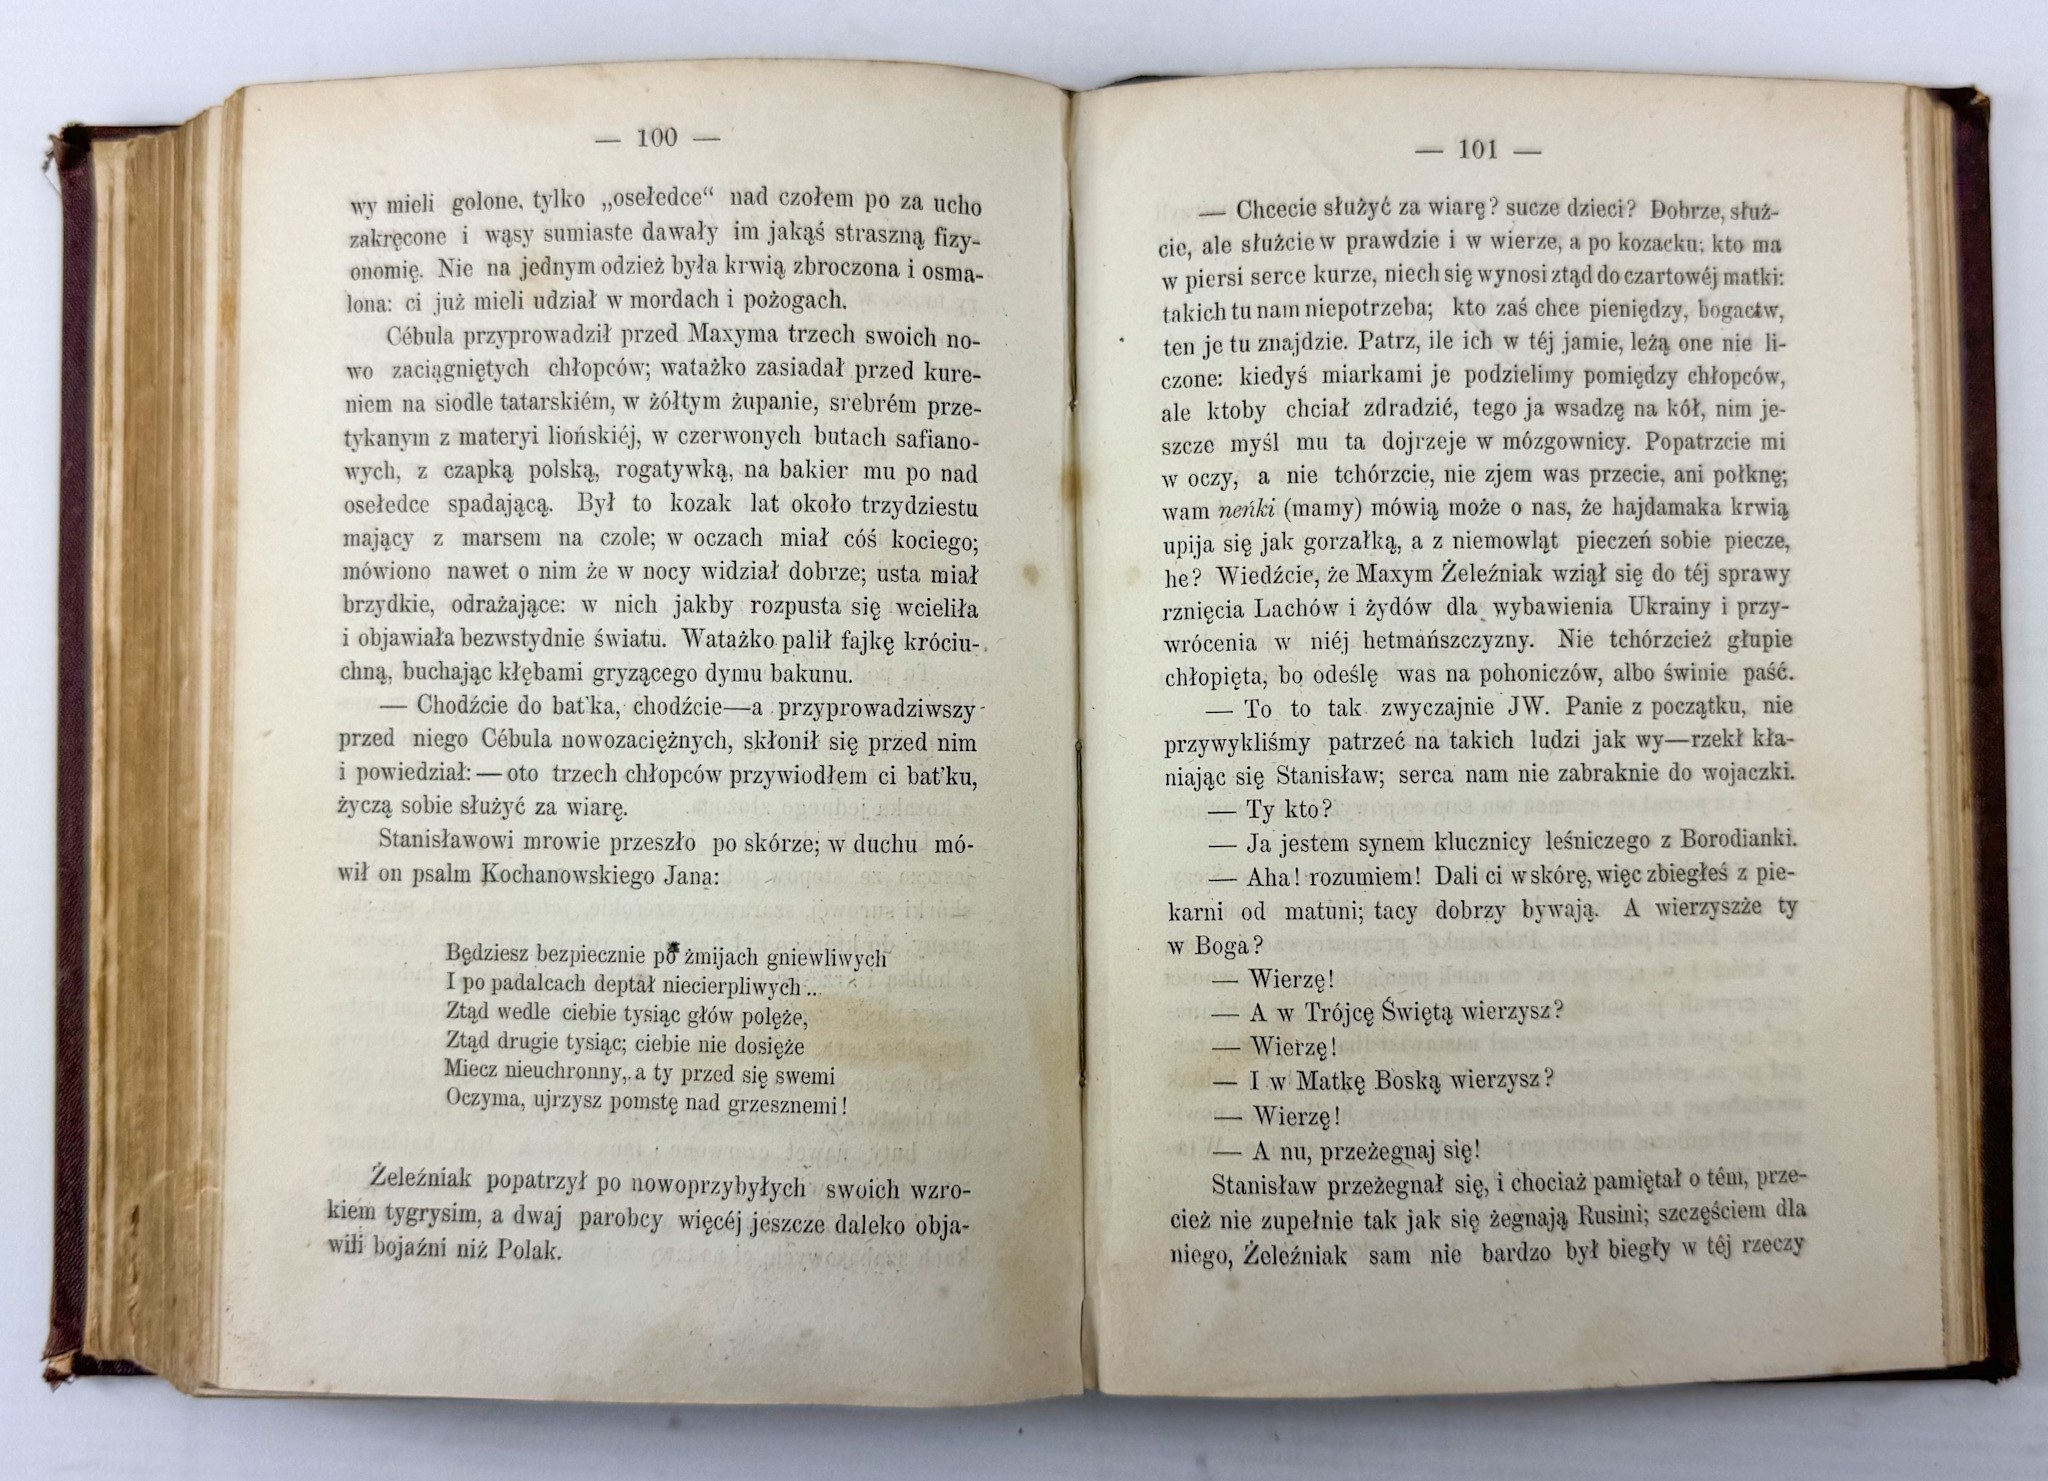 — 100 —
wy mieli golone, tylko „osełedce“ nad czołem po za ucho
zakręcone i wąsy sumiaste dawały im jakąś straszną fizy-
onomię. Nie na jednym odzież była krwią zbroczona i osma-
lona: ci już mieli udział w mordach i pożogach.
Cébula przyprowadził przed Maxyma trzech swoich no-
wo zaciągniętych chłopców; watażko zasiadał przed kure-
niem na siodle tatarskiém, w żółtym żupanie, srebrém prze-
tykanym z materyi liońskiéj, w czerwonych butach safiano-
wych, z czapką polską, rogatywką, na bakier mu po nad
osełedce spadającą. Był to kozak lat około trzydziestu
mający z marsem na czole; w oczach miał cóś kociego;
mówiono nawet o nim że w nocy widział dobrze; usta miał
brzydkie, odrażające: w nich jakby rozpusta się wcieliła
i objawiała bezwstydnie światu. Watażko palił fajkę króciu-
chną, buchając kłębami gryzącego dymu bakunu.
— Chodźcie do bat'ka, chodźcie—a przyprowadziwszy
przed niego Cébula nowozaciężnych, skłonił się przed nim
i powiedział: — oto trzech chłopców przywiodłem ci bat'ku,
życzą sobie służyć za wiarę.
Stanisławowi mrowie przeszło po skórze; w duchu mó-
wił on psalm Kochanowskiego Jana:
Będziesz bezpiecznie po żmijach gniewliwych
I po padalcach deptał niecierpliwych ...
Ztąd wedle ciebie tysiąc głów polęże,
Ztąd drugie tysiąc; ciebie nie dosięże
Miecz nieuchronny, a ty przed się swemi
Oczyma, ujrzysz pomstę nad grzesznemi!
Żeleźniak popatrzył po nowoprzybyłych swoich wzro-
kiem tygrysim, a dwaj parobcy więcéj jeszcze daleko obja-
wili bojaźni niż Polak.
— 101 —
— Chcecie służyć za wiarę? sucze dzieci? Dobrze, służ-
cie, ale służcie w prawdzie i w wierze, a po kozacku; kto ma
w piersi serce kurze, niech się wynosi ztąd do czartowéj matki:
takich tu nam niepotrzeba; kto zaś chce pieniędzy, bogactw,
ten je tu znajdzie. Patrz, ile ich w téj jamie, leżą one nie li-
czone: kiedyś miarkami je podzielimy pomiędzy chłopców,
ale ktoby chciał zdradzić, tego ja wsadzę na kół, nim je-
szcze myśl mu ta dojrzeje w mózgownicy. Popatrzcie mi
w oczy, a nie tchórzcie, nie zjem was przecie, ani połknę;
wam neńki (mamy) mówią może o nas, że hajdamaka krwią
upija się jak gorzałką, a z niemowląt pieczeń sobie piecze,
he? Wiedźcie, że Maxym Żeleźniak wziął się do téj sprawy
rznięcia Lachów i żydów dla wybawienia Ukrainy i przy-
wrócenia w niéj hetmańszczyzny. Nie tchórzcież głupie
chłopięta, bo odeślę was na pohoniczów, albo świnie paść.
— To to tak zwyczajnie JW. Panie z początku, nie
przywykliśmy patrzeć na takich ludzi jak wy—rzekł kła-
niając się Stanisław; serca nam nie zabraknie do wojaczki.
— Ty kto?
— Ja jestem synem klucznicy leśniczego z Borodianki.
— Aha! rozumiem! Dali ci w skórę, więc zbiegłeś z pie-
karni od matuni; tacy dobrzy bywają. A wierzyszże ty
w Boga?
— Wierzę!
— A w Trójcę Świętą wierzysz?
— Wierzę!
— I w Matkę Boską wierzysz?
— Wierzę!
— A nu, przeżegnaj się!
Stanisław przeżegnał się, i chociaż pamiętał o tém, prze-
cież nie zupełnie tak jak się żegnają Rusini; szczęściem dla
niego, Żeleźniak sam nie bardzo był biegły w téj rzeczy